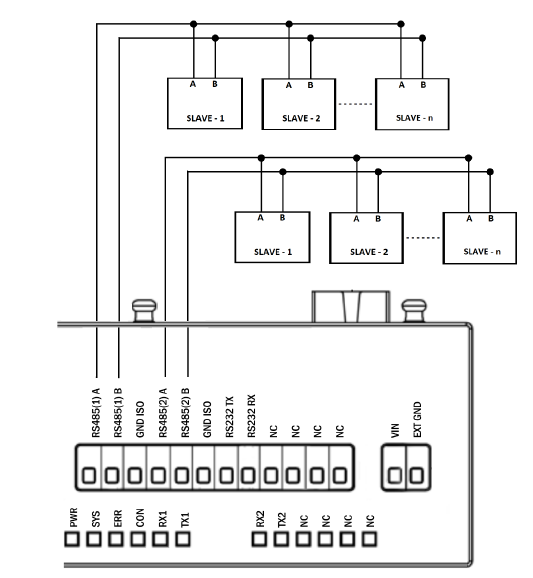 A B A B A B
SLAVE - 1 SLAVE - 2 SLAVE - n
A B A B A B
SLAVE - 1 SLAVE - 2 SLAVE - n
RS485(1) A
RS485(1) B
GND ISO
RS485(2) A
RS485(2) B
GND ISO
RS232 TX
RS232 RX
NC
NC
NC
NC
VIN
EXT GND
PWR
SYS
ERR
CON
RX1
TX1
RX2
TX2
NC
NC
NC
NC